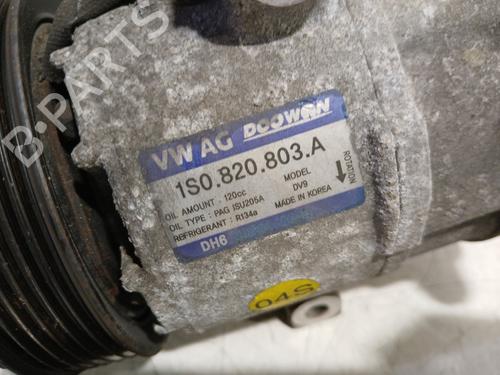 B-PARTS
VW AG DOOWON
1S0.820.803.A
OIL AMOUNT : 120cc MODEL
OIL TYPE : PAG ISU205A DV9
REFRIGERANT : R134a MADE IN KOREA
ROTATION
DH6
04S